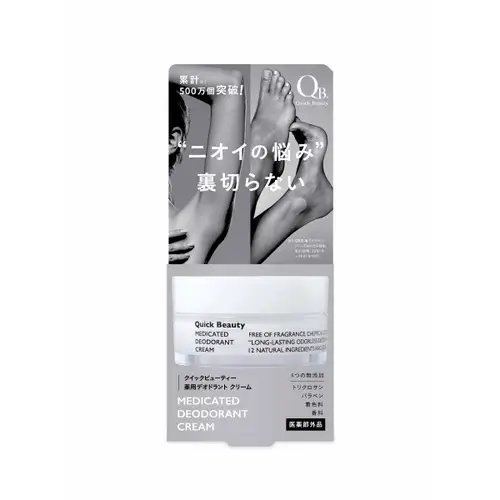 累計
500万個突破!
QB.
Quick Beauty
“ニオイの悩み”
裏切らない
Quick Beauty
MEDICATED
DEODORANT
CREAM
FREE OF FRAGRANCE
"LONG-LASTING ODORLESS
12 NATURAL INGREDIENTS
クイックビューティー
薬用デオドラント クリーム
MEDICATED
DEODORANT
CREAM
4つの無添加
トリクロサン
パラベン
着色料
香料
医薬部外品